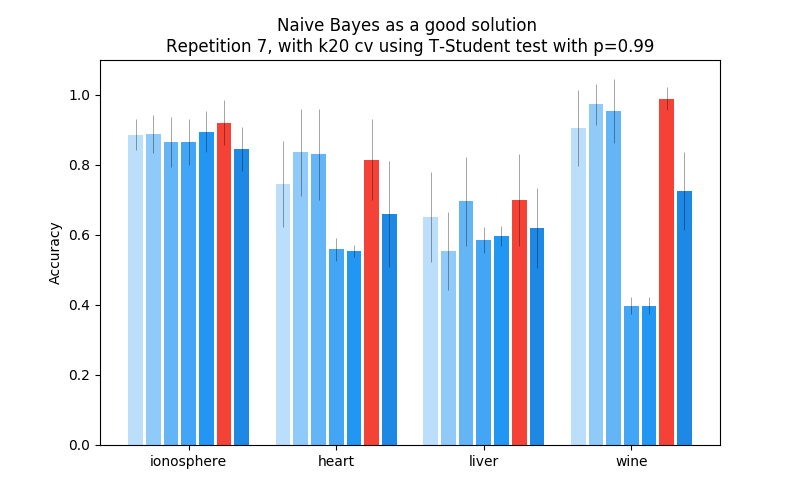 Naive Bayes as a good solution
Repetition 7, with k20 cv using T-Student test with p=0.99
Accuracy
1.0
0.8
0.6
0.4
0.2
0.0
ionosphere
heart
liver
wine